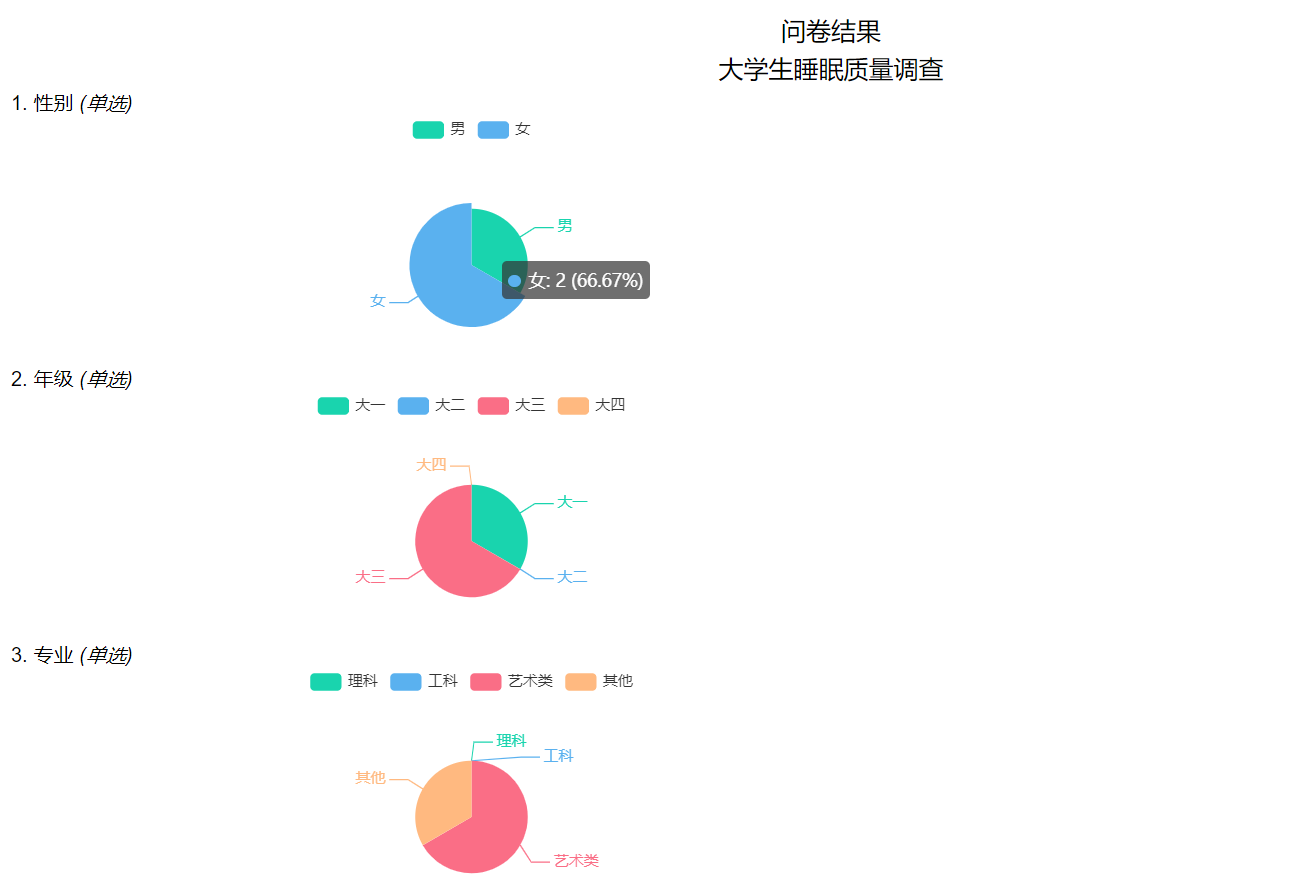 问卷结果
大学生睡眠质量调查
1. 性别 (单选)
男 女
男
女: 2 (66.67%)
女
2. 年级 (单选)
大一 大二 大三 大四
大四
大一
大三
大二
3. 专业 (单选)
理科 工科 艺术类 其他
理科
工科
其他
艺术类